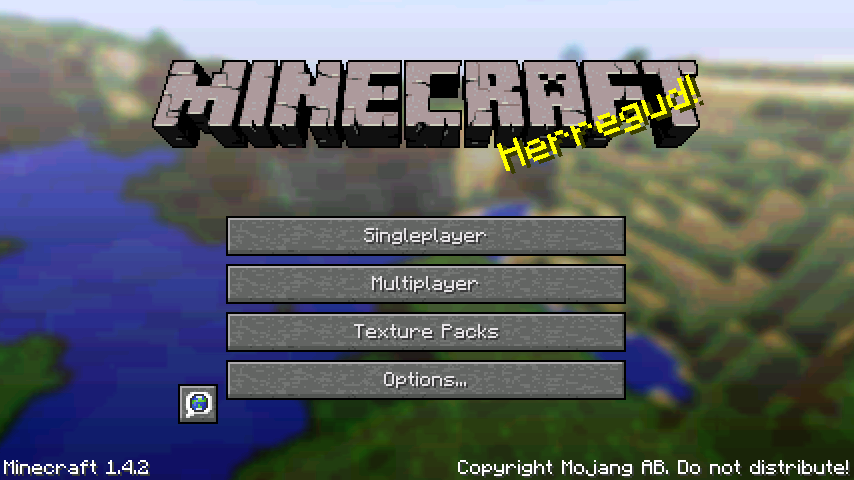 MINECRAFT
Herregud!
Singleplayer
Multiplayer
Texture Packs
Options...
Minecraft 1.4.2
Copyright Mojang AB. Do not distribute!